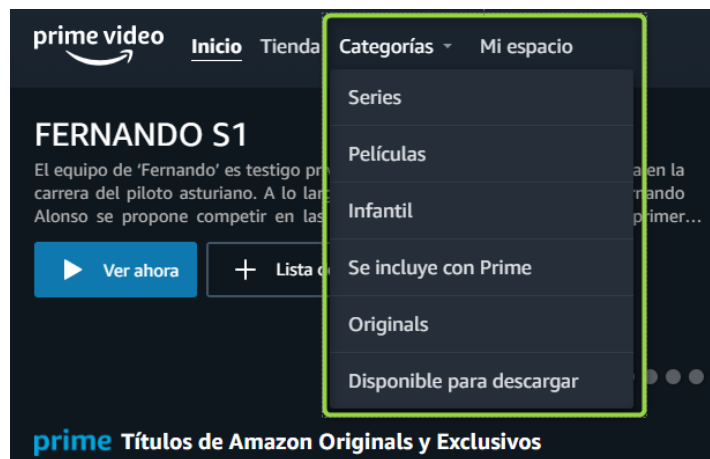 prime video Inicio Tienda Categorías Mi espacio
Series
Películas
Infantil
Se incluye con Prime
Originals
Disponible para descargar
FERNANDO S1
El equipo de 'Fernando' es testigo en la
carrera del piloto asturiano. A lo
Alonso se propone competir en las primer...
Ver ahora
Lista
prime Títulos de Amazon Originals y Exclusivos